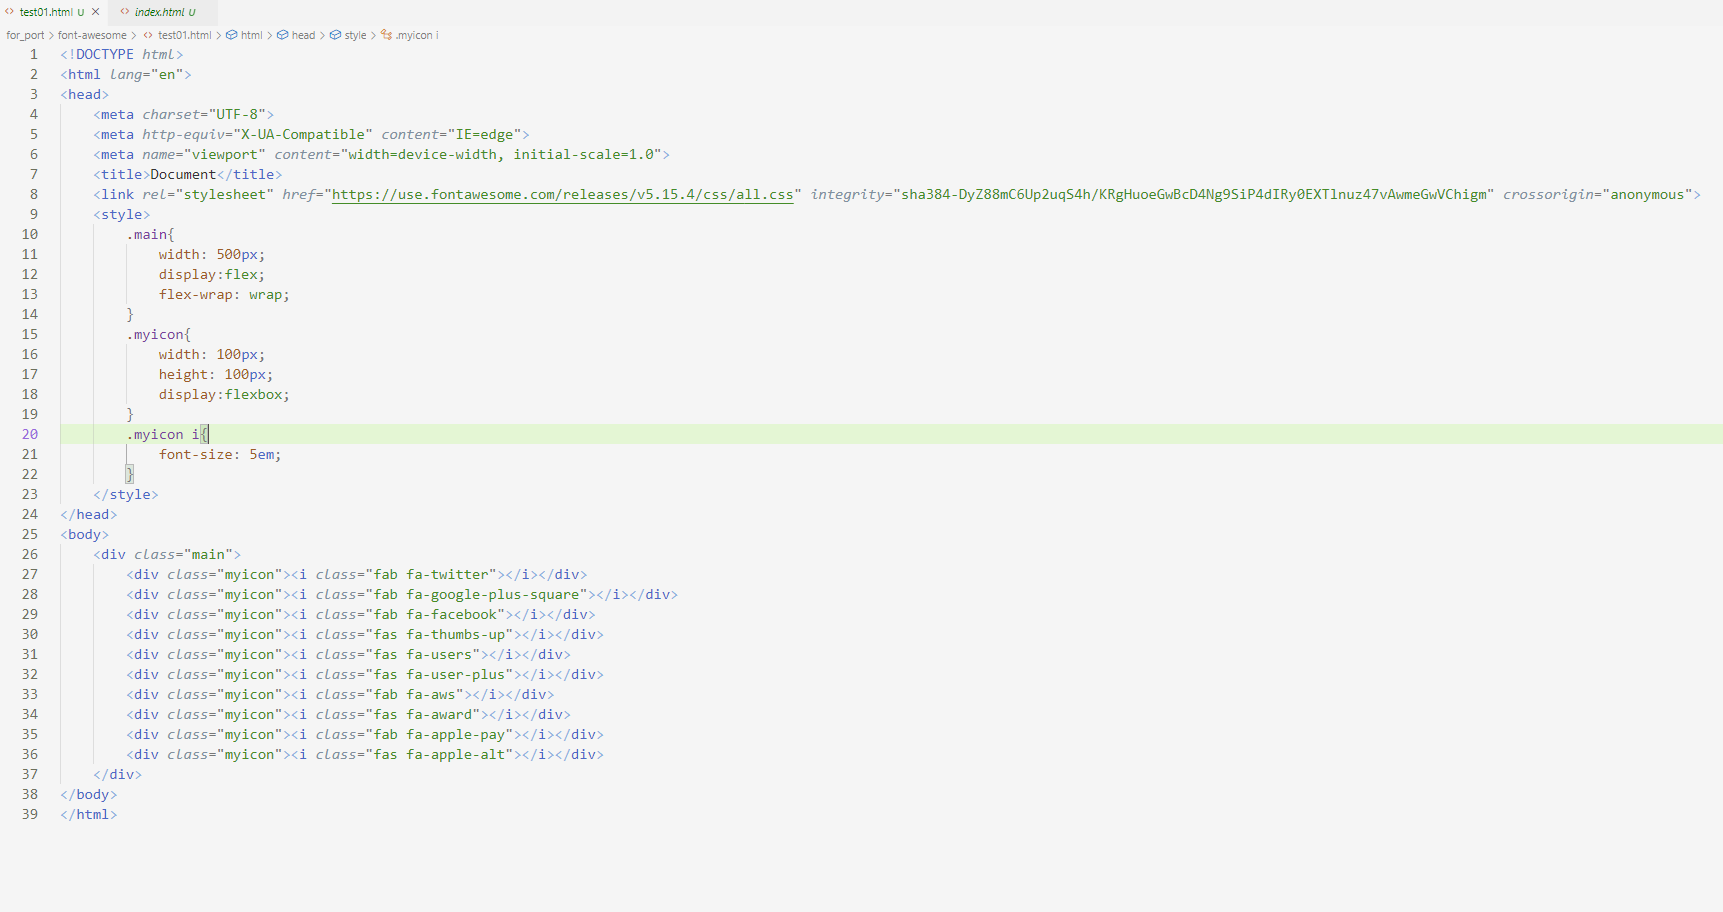 test01.html U ×
index.html U
for_port > font-awesome > <> test01.html > html > head > style > .myicon i
1 <!DOCTYPE html>
2 <html lang="en">
3 <head>
4     <meta charset="UTF-8">
5     <meta http-equiv="X-UA-Compatible" content="IE=edge">
6     <meta name="viewport" content="width=device-width, initial-scale=1.0">
7     <title>Document</title>
8     <link rel="stylesheet" href="https://use.fontawesome.com/releases/v5.15.4/css/all.css" integrity="sha384-DyZ88mC6Up2uqS4h/KRgHuoeGwBcD4Ng9SiP4dIRy0EXTlnuz47vAwmeGwVChigm" crossorigin="anonymous">
9     <style>
10         .main{
11             width: 500px;
12             display:flex;
13             flex-wrap: wrap;
14         }
15         .myicon{
16             width: 100px;
17             height: 100px;
18             display:flexbox;
19         }
20         .myicon i{
21             font-size: 5em;
22         }
23     </style>
24 </head>
25 <body>
26     <div class="main">
27         <div class="myicon"><i class="fab fa-twitter"></i></div>
28         <div class="myicon"><i class="fab fa-google-plus-square"></i></div>
29         <div class="myicon"><i class="fab fa-facebook"></i></div>
30         <div class="myicon"><i class="fas fa-thumbs-up"></i></div>
31         <div class="myicon"><i class="fas fa-users"></i></div>
32         <div class="myicon"><i class="fas fa-user-plus"></i></div>
33         <div class="myicon"><i class="fab fa-aws"></i></div>
34         <div class="myicon"><i class="fas fa-award"></i></div>
35         <div class="myicon"><i class="fab fa-apple-pay"></i></div>
36         <div class="myicon"><i class="fas fa-apple-alt"></i></div>
37     </div>
38 </body>
39 </html>